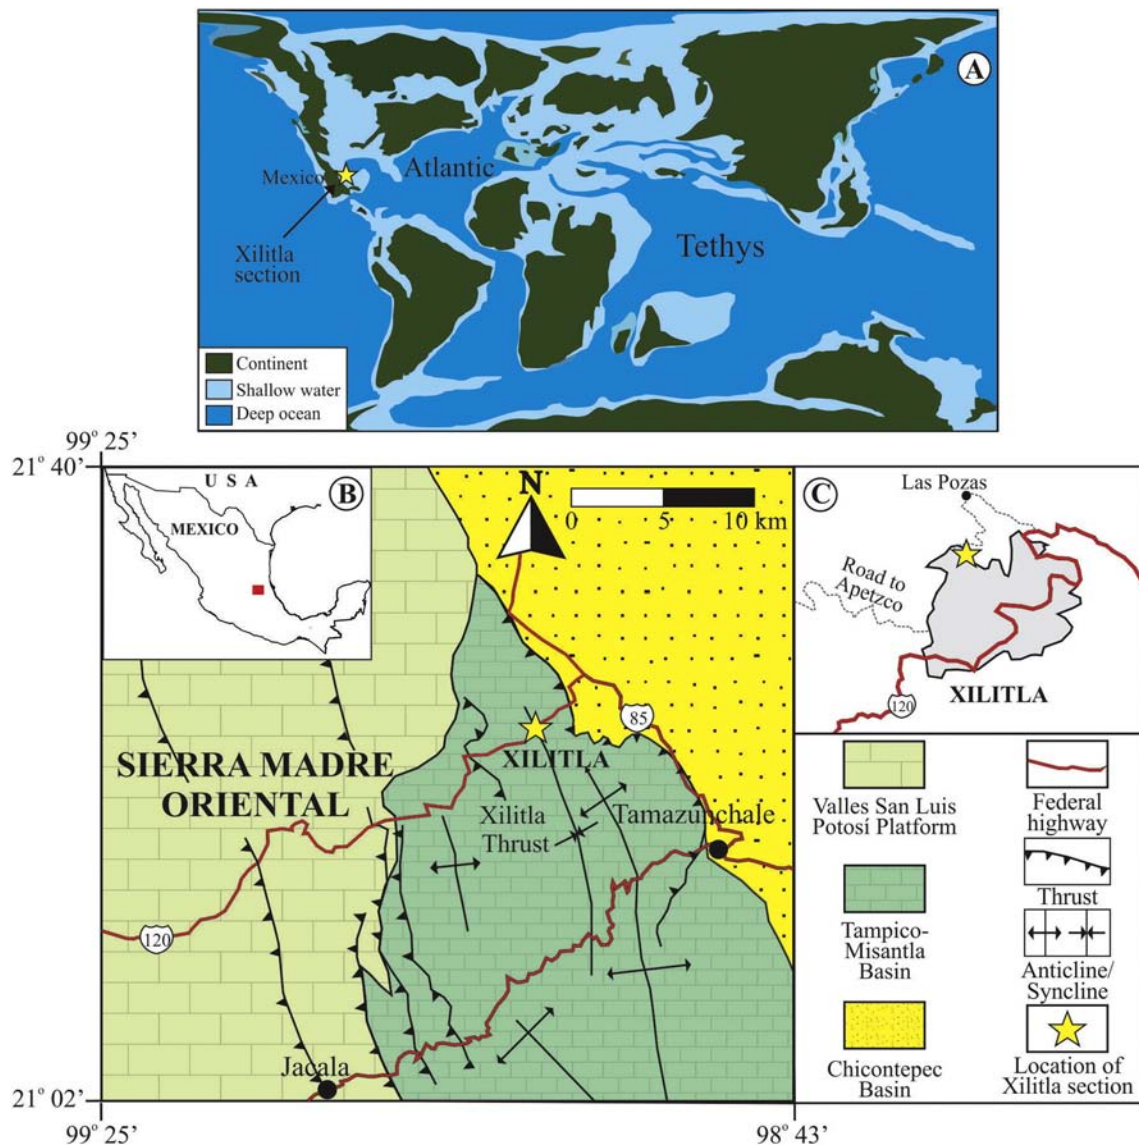 A
Atlantic
Mexico
Xilitla
section
Tethys
Continent
Shallow water
Deep ocean
99° 25'
21° 40'
U S A
MEXICO
B
N
0 5 10 km
C
Las Pozas
Road to
Apetzco
120
XILITLA
85
SIERRA MADRE
ORIENTAL
XILITLA
Xilitla
Thrust
Tamazunchale
120
Jacala
Valles San Luis
Potosí Platform
Federal
highway
Tampico-
Misantla
Basin
Thrust
Anticline/
Syncline
Chicontepec
Basin
Location of
Xilitla section
21° 02'
99° 25'
98° 43'